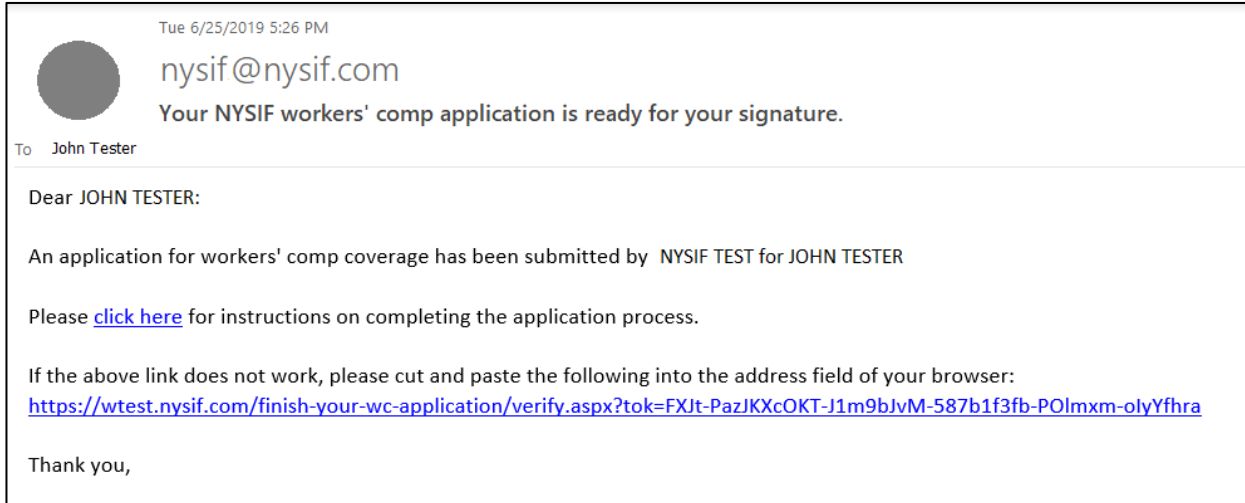 Tue 6/25/2019 5:26 PM
nysif@nysif.com
Your NYSIF workers' comp application is ready for your signature.
To John Tester
Dear JOHN TESTER:
An application for workers' comp coverage has been submitted by NYSIF TEST for JOHN TESTER
Please click here for instructions on completing the application process.
If the above link does not work, please cut and paste the following into the address field of your browser:
https://wtest.nysif.com/finish-your-wc-application/verify.aspx?tok=FXJt-PazJKXcOKT-J1m9bJvM-587b1f3fb-POlmxm-oIyYfhra
Thank you,